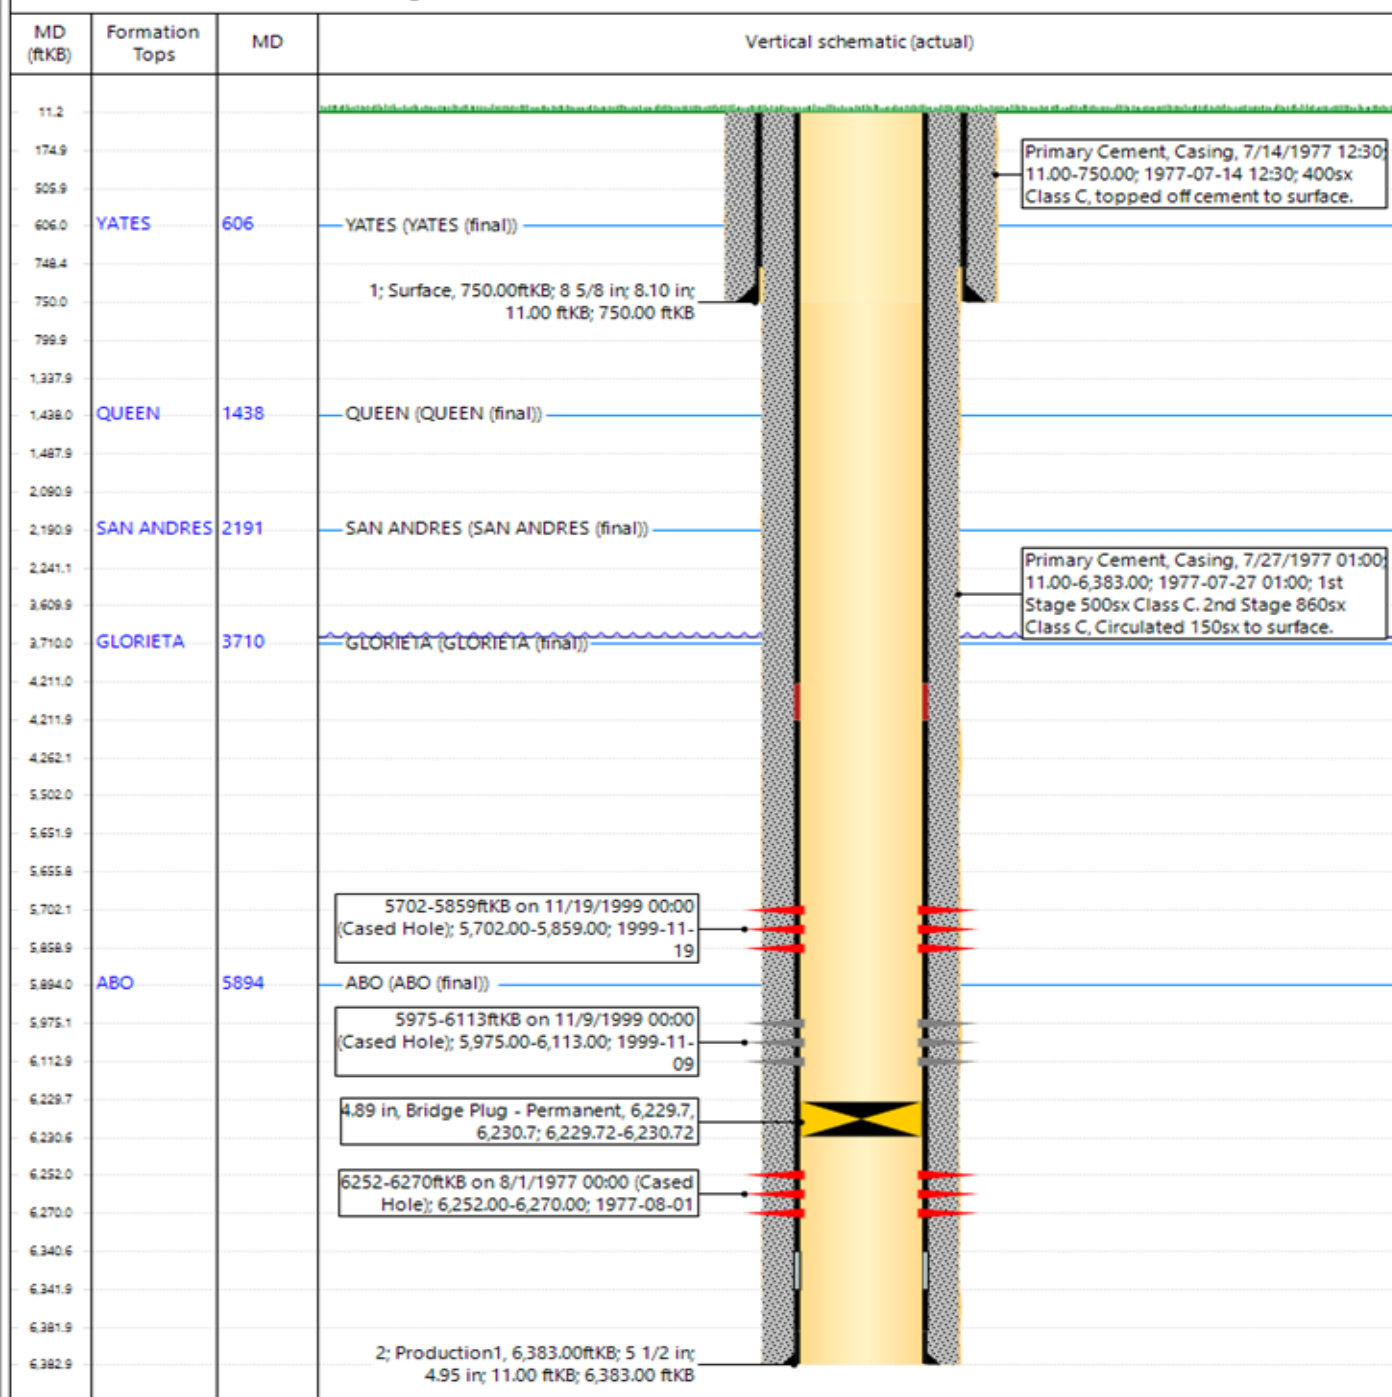 MD
(ftKB)
Formation
Tops
MD
Vertical schematic (actual)
11.2
174.9
505.9
606.0
YATES
606
YATES (YATES (final))
748.4
750.0
799.9
1,337.9
1,438.0
QUEEN
1438
QUEEN (QUEEN (final))
1,487.9
2,090.9
2,190.9
SAN ANDRES
2191
SAN ANDRES (SAN ANDRES (final))
2,241.1
3,609.9
3,710.0
GLORIETA
3710
GLORIETA (GLORIETA (final))
4,211.0
4,211.9
4,262.1
5,502.0
5,651.9
5,655.8
5,702.1
5,858.9
5,894.0
ABO
5894
ABO (ABO (final))
5,975.1
6,112.9
6,229.7
6,230.6
6,252.0
6,270.0
6,340.6
6,341.9
6,381.9
6,382.9
Primary Cement, Casing, 7/14/1977 12:30;
11.00-750.00; 1977-07-14 12:30; 400sx
Class C, topped off cement to surface.
1; Surface, 750.00ftKB; 8 5/8 in; 8.10 in;
11.00 ftKB; 750.00 ftKB
Primary Cement, Casing, 7/27/1977 01:00;
11.00-6,383.00; 1977-07-27 01:00; 1st
Stage 500sx Class C. 2nd Stage 860sx
Class C, Circulated 150sx to surface.
5702-5859ftKB on 11/19/1999 00:00
(Cased Hole); 5,702.00-5,859.00; 1999-11-
19
5975-6113ftKB on 11/9/1999 00:00
(Cased Hole); 5,975.00-6,113.00; 1999-11-
09
4.89 in, Bridge Plug - Permanent, 6,229.7,
6,230.7; 6,229.72-6,230.72
6252-6270ftKB on 8/1/1977 00:00 (Cased
Hole); 6,252.00-6,270.00; 1977-08-01
2; Production1, 6,383.00ftKB; 5 1/2 in;
4.95 in; 11.00 ftKB; 6,383.00 ftKB